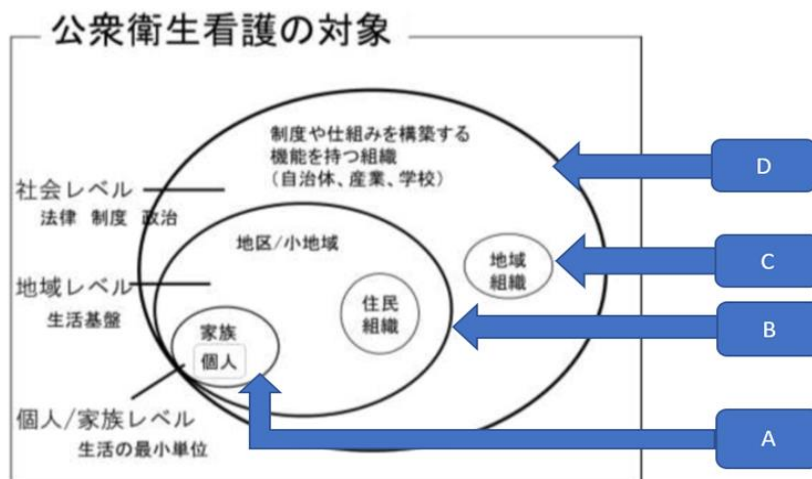 公衆衛生看護の対象
制度や仕組みを構築する
機能を持つ組織
(自治体、産業、学校)
D
社会レベル
法律 制度 政治
地区/小地域
地域
組織
C
地域レベル
生活基盤
住民
組織
B
家族
個人
個人/家族レベル
生活の最小単位
A